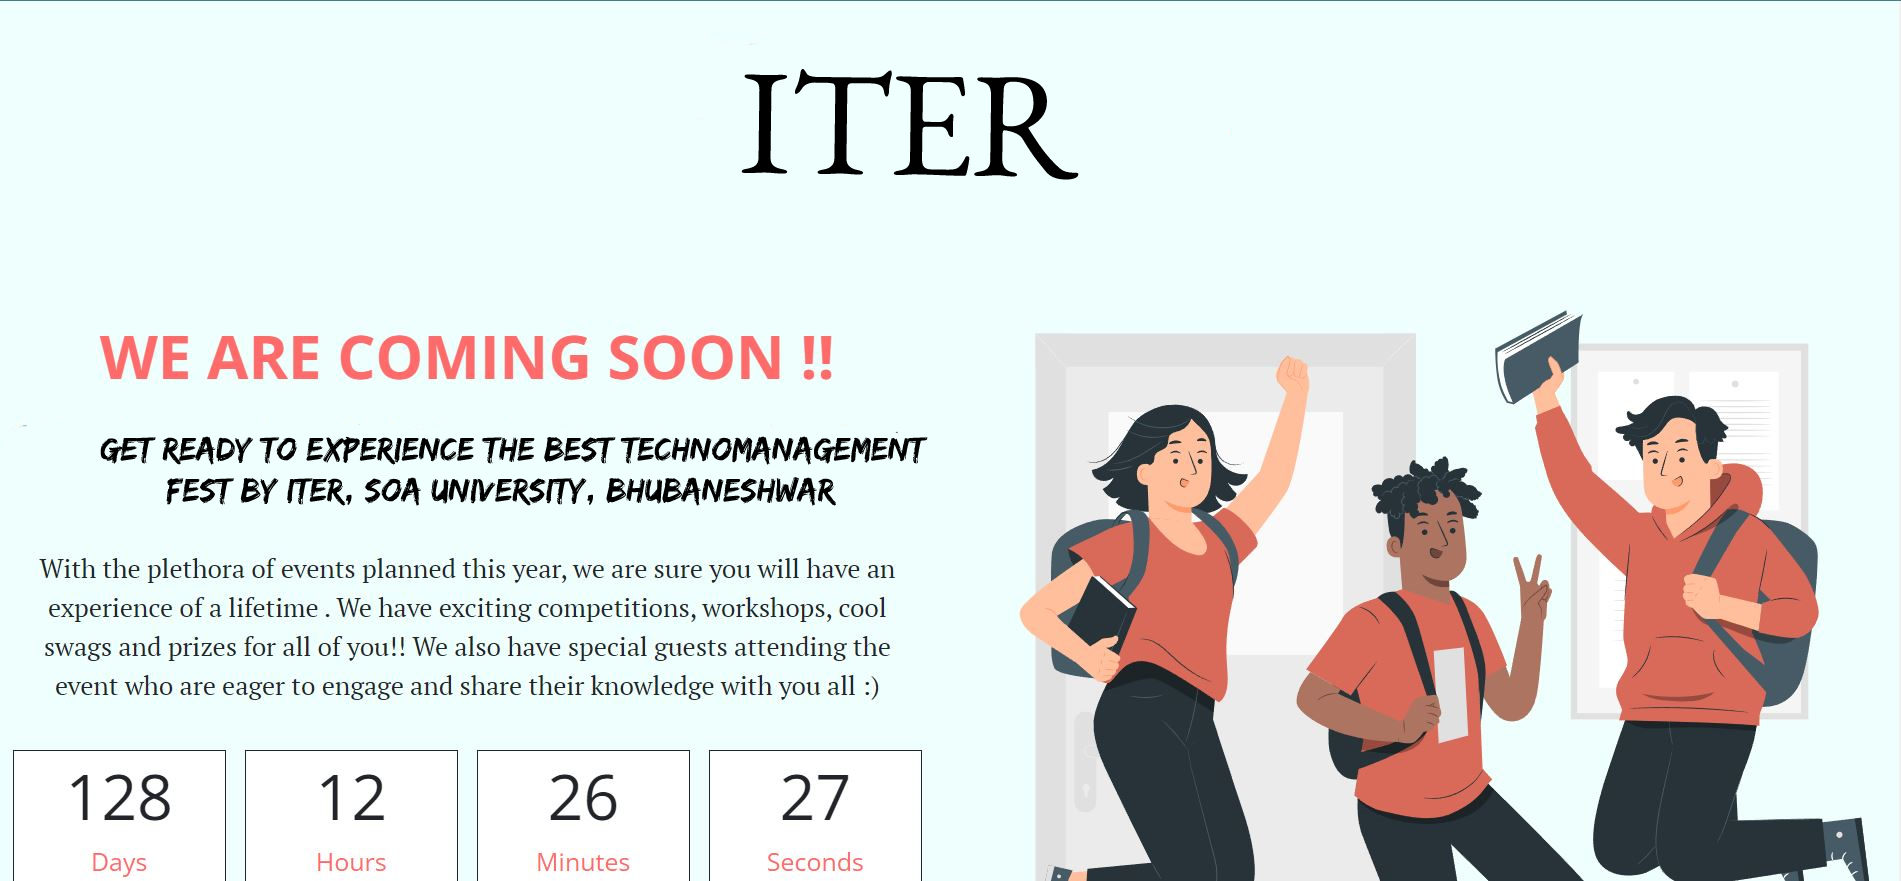 ITER
WE ARE COMING SOON !!
GET READY TO EXPERIENCE THE BEST TECHNOMANAGEMENT
FEST BY ITER, SOA UNIVERSITY, BHUBANESHWAR
With the plethora of events planned this year, we are sure you will have an
experience of a lifetime . We have exciting competitions, workshops, cool
swags and prizes for all of you!! We also have special guests attending the
event who are eager to engage and share their knowledge with you all :)
128 12 26 27
Days Hours Minutes Seconds